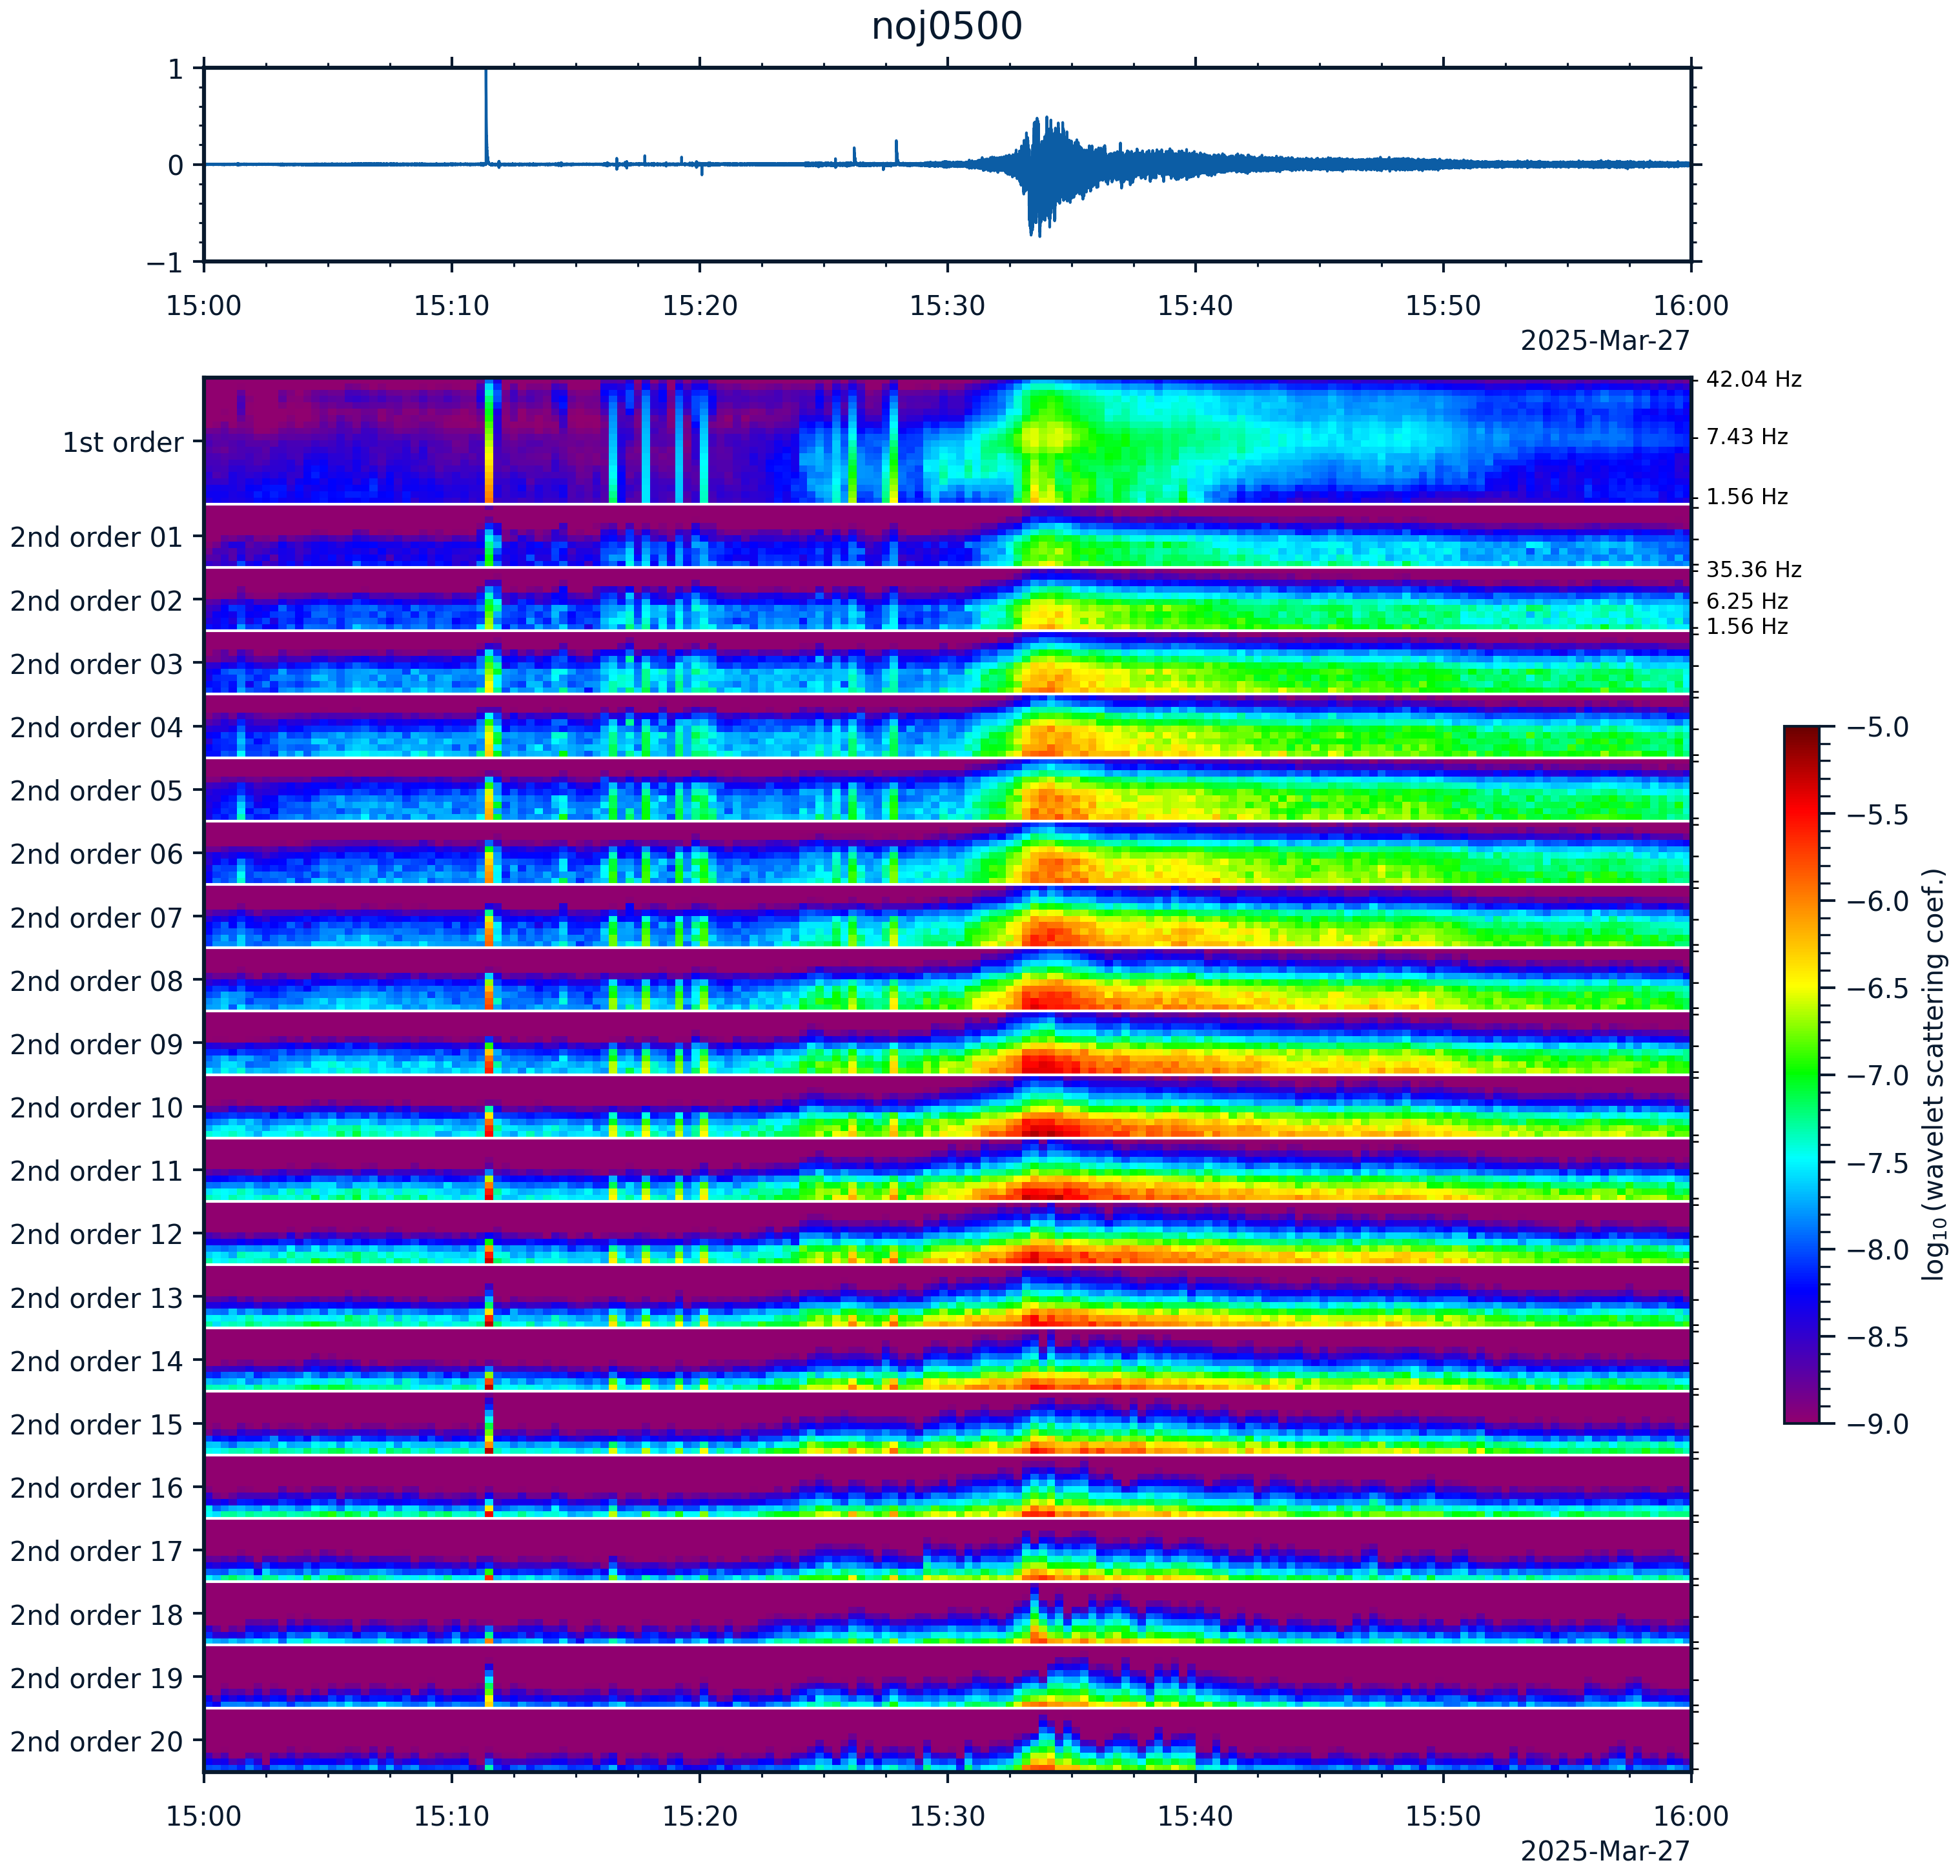 noj0500
1
0
−1
15:00 15:10 15:20 15:30 15:40 15:50 16:00
2025-Mar-27
1st order
42.04 Hz
7.43 Hz
1.56 Hz
2nd order 01
2nd order 02
35.36 Hz
6.25 Hz
1.56 Hz
2nd order 03
2nd order 04
2nd order 05
2nd order 06
2nd order 07
2nd order 08
2nd order 09
2nd order 10
2nd order 11
2nd order 12
2nd order 13
2nd order 14
2nd order 15
2nd order 16
2nd order 17
2nd order 18
2nd order 19
2nd order 20
−5.0
−5.5
−6.0
−6.5
−7.0
−7.5
−8.0
−8.5
−9.0
log₁₀(wavelet scattering coef.)
15:00 15:10 15:20 15:30 15:40 15:50 16:00
2025-Mar-27